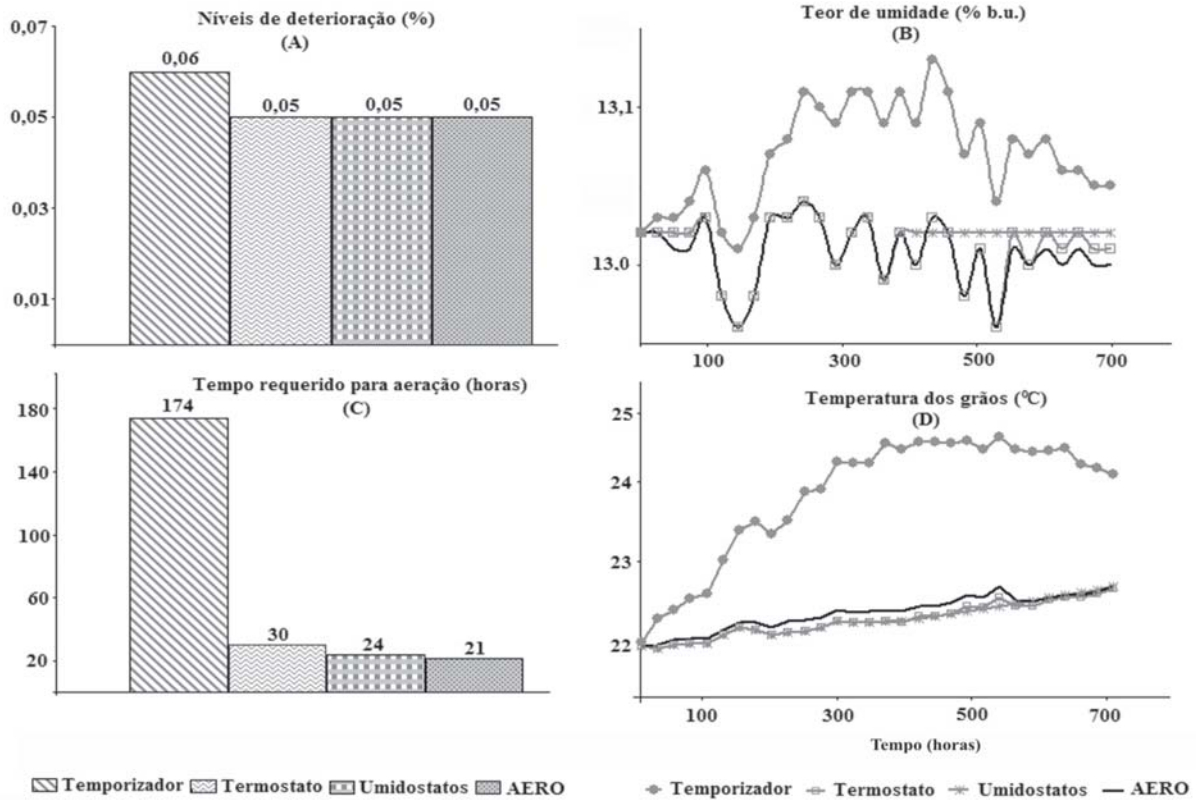 Níveis de deterioração (%)
(A)
0,07
0,05
0,03
0,01
0,06
0,05
0,05
0,05
Teor de umidade (% b.u.)
(B)
13,1
13,0
100
300
500
700
Tempo requerido para aeração (horas)
(C)
180
140
100
60
20
174
30
24
21
Temperatura dos grãos (⁰C)
(D)
25
24
23
22
100
300
500
700
Tempo (horas)
Temporizador Termostato Umidostatos AERO
Temporizador Termostato Umidostatos AERO